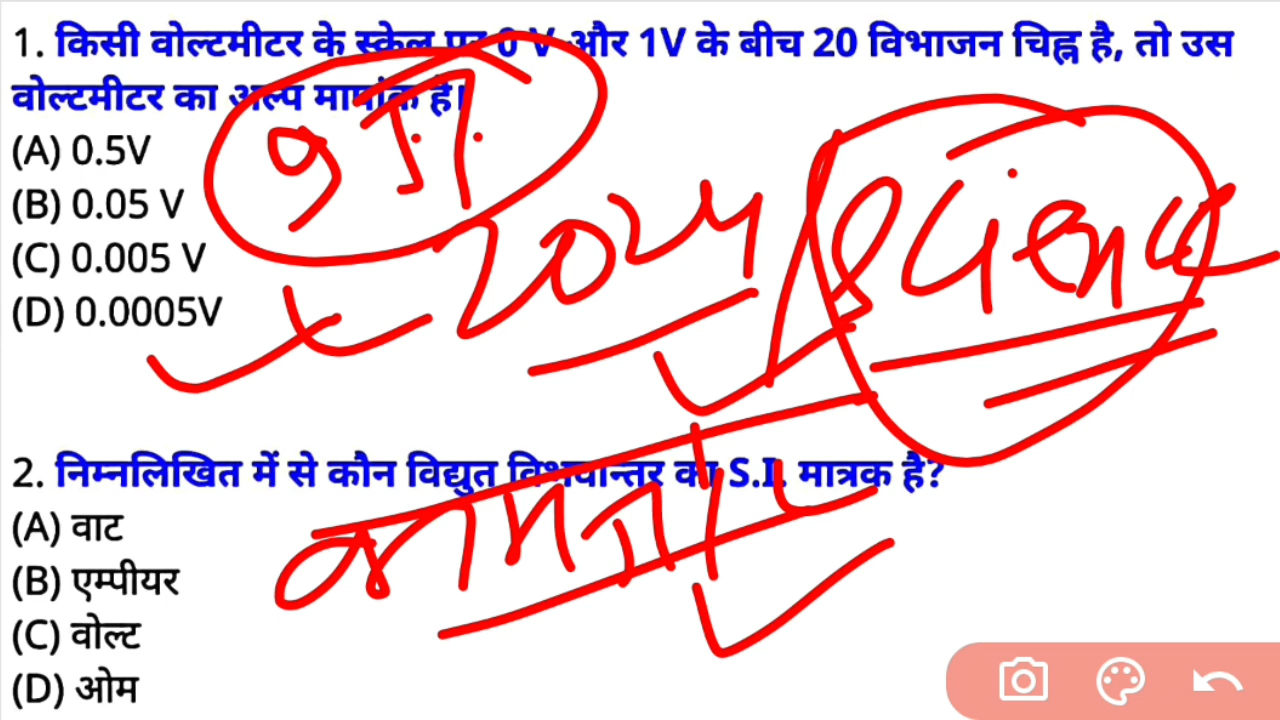 1. किसी वोल्टमीटर के स्केल पर 0 V और 1V के बीच 20 विभाजन चिह्न है, तो उस
वोल्टमीटर का अल्प मापांक है।
(A) 0.5V
(B) 0.05 V
(C) 0.005 V
(D) 0.0005V
2024
Science
2. निम्नलिखित में से कौन विद्युत विभवान्तर का S.I. मात्रक है?
(A) वाट
(B) एम्पीयर
(C) वोल्ट
(D) ओम